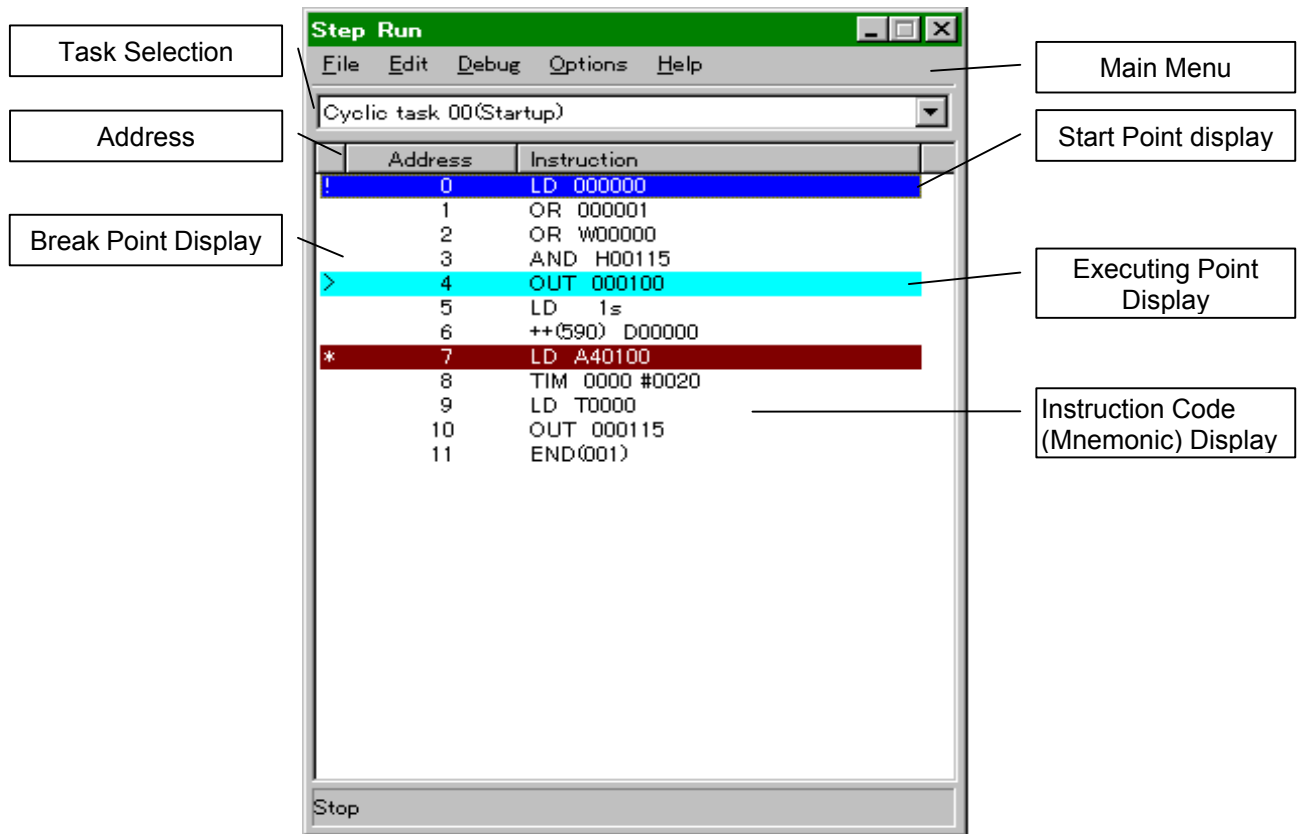 Step Run
File Edit Debug Options Help
Cyclic task 00(Startup)
Address Instruction
! 0 LD 000000
1 OR 000001
2 OR W00000
3 AND H00115
> 4 OUT 000100
5 LD 1s
6 ++(590) D00000
* 7 LD A40100
8 TIM 0000 #0020
9 LD T0000
10 OUT 000115
11 END(001)
Stop
Task Selection
Address
Break Point Display
Main Menu
Start Point display
Executing Point
Display
Instruction Code
(Mnemonic) Display